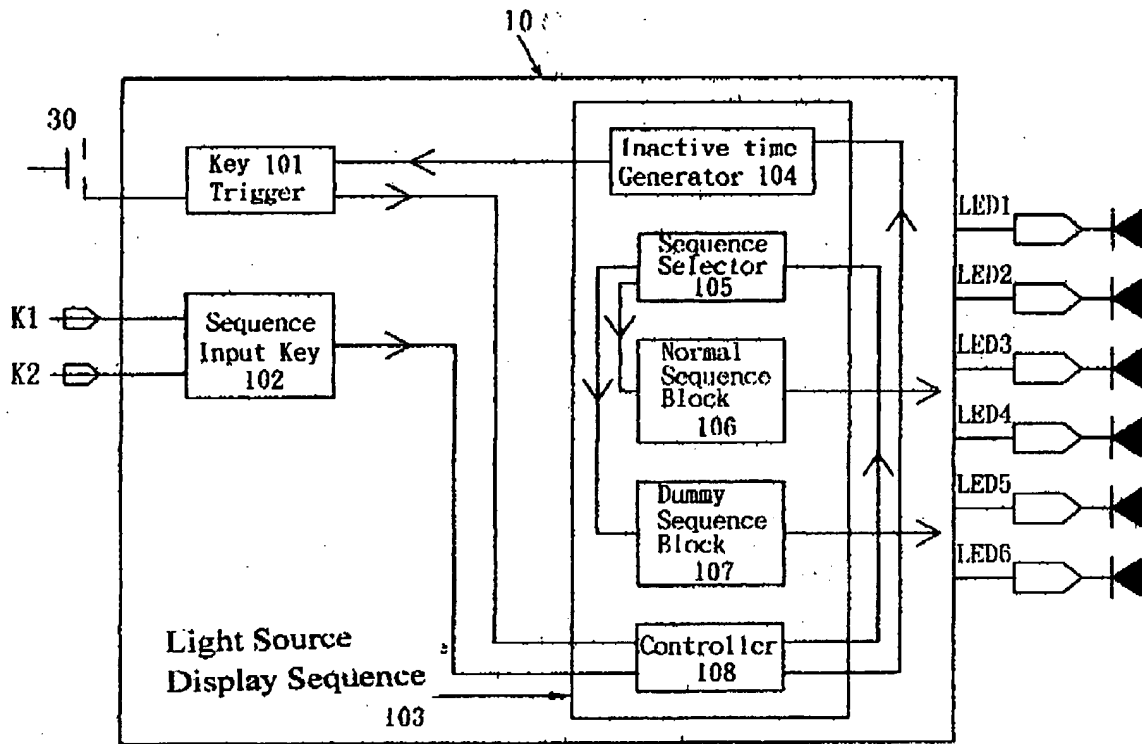 10
30
Key 101
Trigger
Inactive time
Generator 104
LED1
Sequence
Selector
105
LED2
K1
Sequence
Input Key
102
K2
Normal
Sequence
Block
106
LED3
LED4
Dummy
Sequence
Block
107
LED5
LED6
Light Source
Display Sequence
103
Controller
108